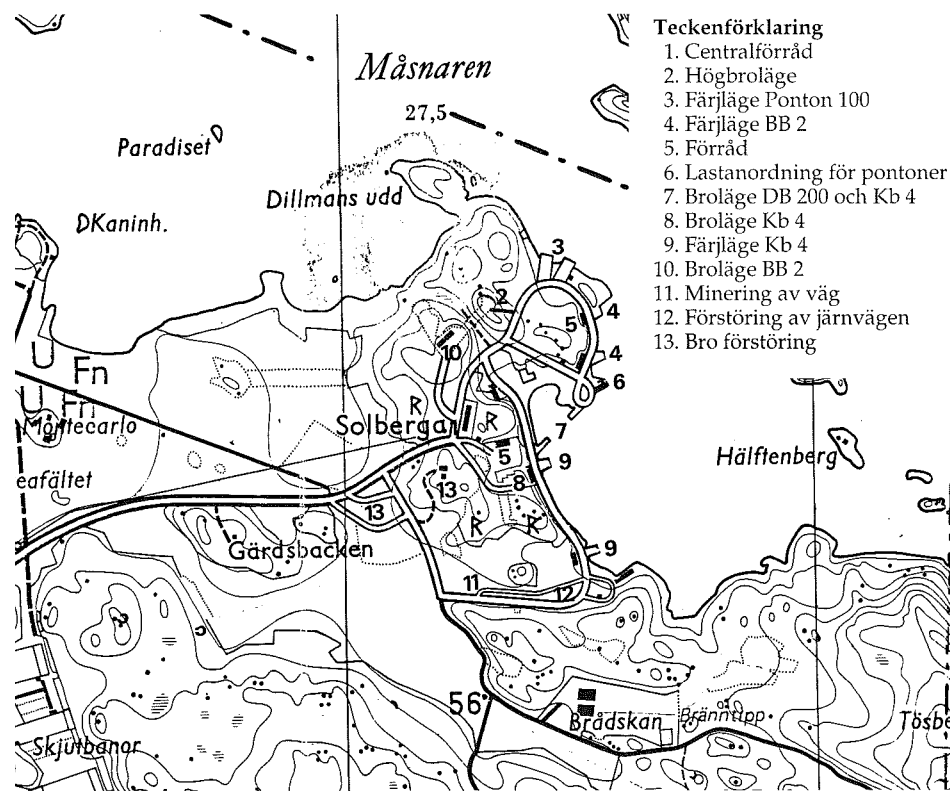 Teckenförklaring
1. Centralförråd
2. Högbroläge
3. Färjläge Ponton 100
4. Färjläge BB 2
5. Förråd
6. Lastanordning för pontoner
7. Broläge DB 200 och Kb 4
8. Broläge Kb 4
9. Färjläge Kb 4
10. Broläge BB 2
11. Minering av väg
12. Förstöring av järnvägen
13. Bro förstöring
Måsnaren
27,5
Paradiset
Dillmans udd
DKaninh.
3
2
4
5
10
4
6
Fn
Fn
R
Solberga
R
7
Montecarlo
5
9
Hälftenberg
eafältet
13
8
13
R
R
Gärdsbacken
9
11
12
56
Brådskan
Bränntipp
Tösbe
Skjutbanor